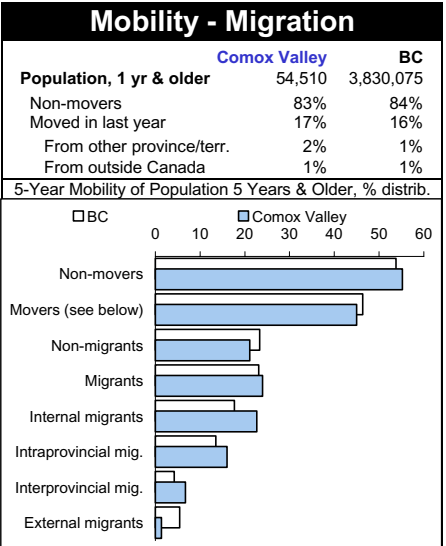 Mobility - Migration
Comox Valley BC
Population, 1 yr & older 54,510 3,830,075
Non-movers 83% 84%
Moved in last year 17% 16%
From other province/terr. 2% 1%
From outside Canada 1% 1%
5-Year Mobility of Population 5 Years & Older, % distrib.
BC Comox Valley
0 10 20 30 40 50 60
Non-movers
Movers (see below)
Non-migrants
Migrants
Internal migrants
Intraprovincial mig.
Interprovincial mig.
External migrants